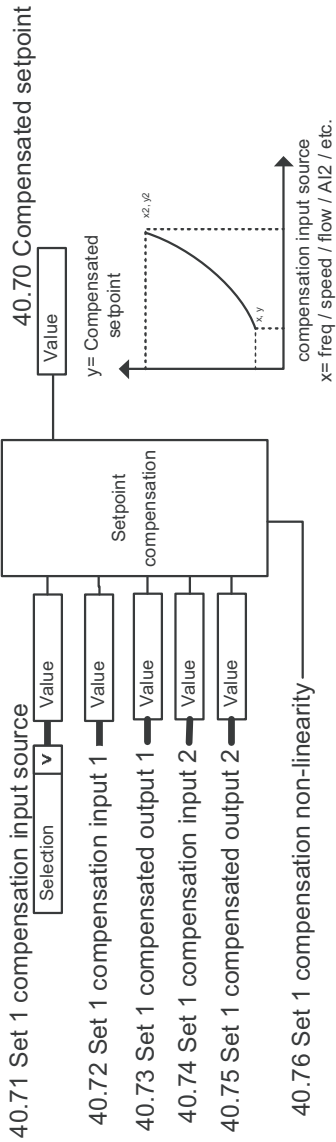 40.71 Set 1 compensation input source
Selection
Value
40.72 Set 1 compensation input 1
Value
40.73 Set 1 compensated output 1
Value
40.74 Set 1 compensation input 2
Value
40.75 Set 1 compensated output 2
Value
40.76 Set 1 compensation non-linearity
Setpoint
compensation
40.70 Compensated setpoint
Value
y= Compensated
setpoint
x2, y2
x, y
compensation input source
x= freq / speed / flow / AI2 / etc.